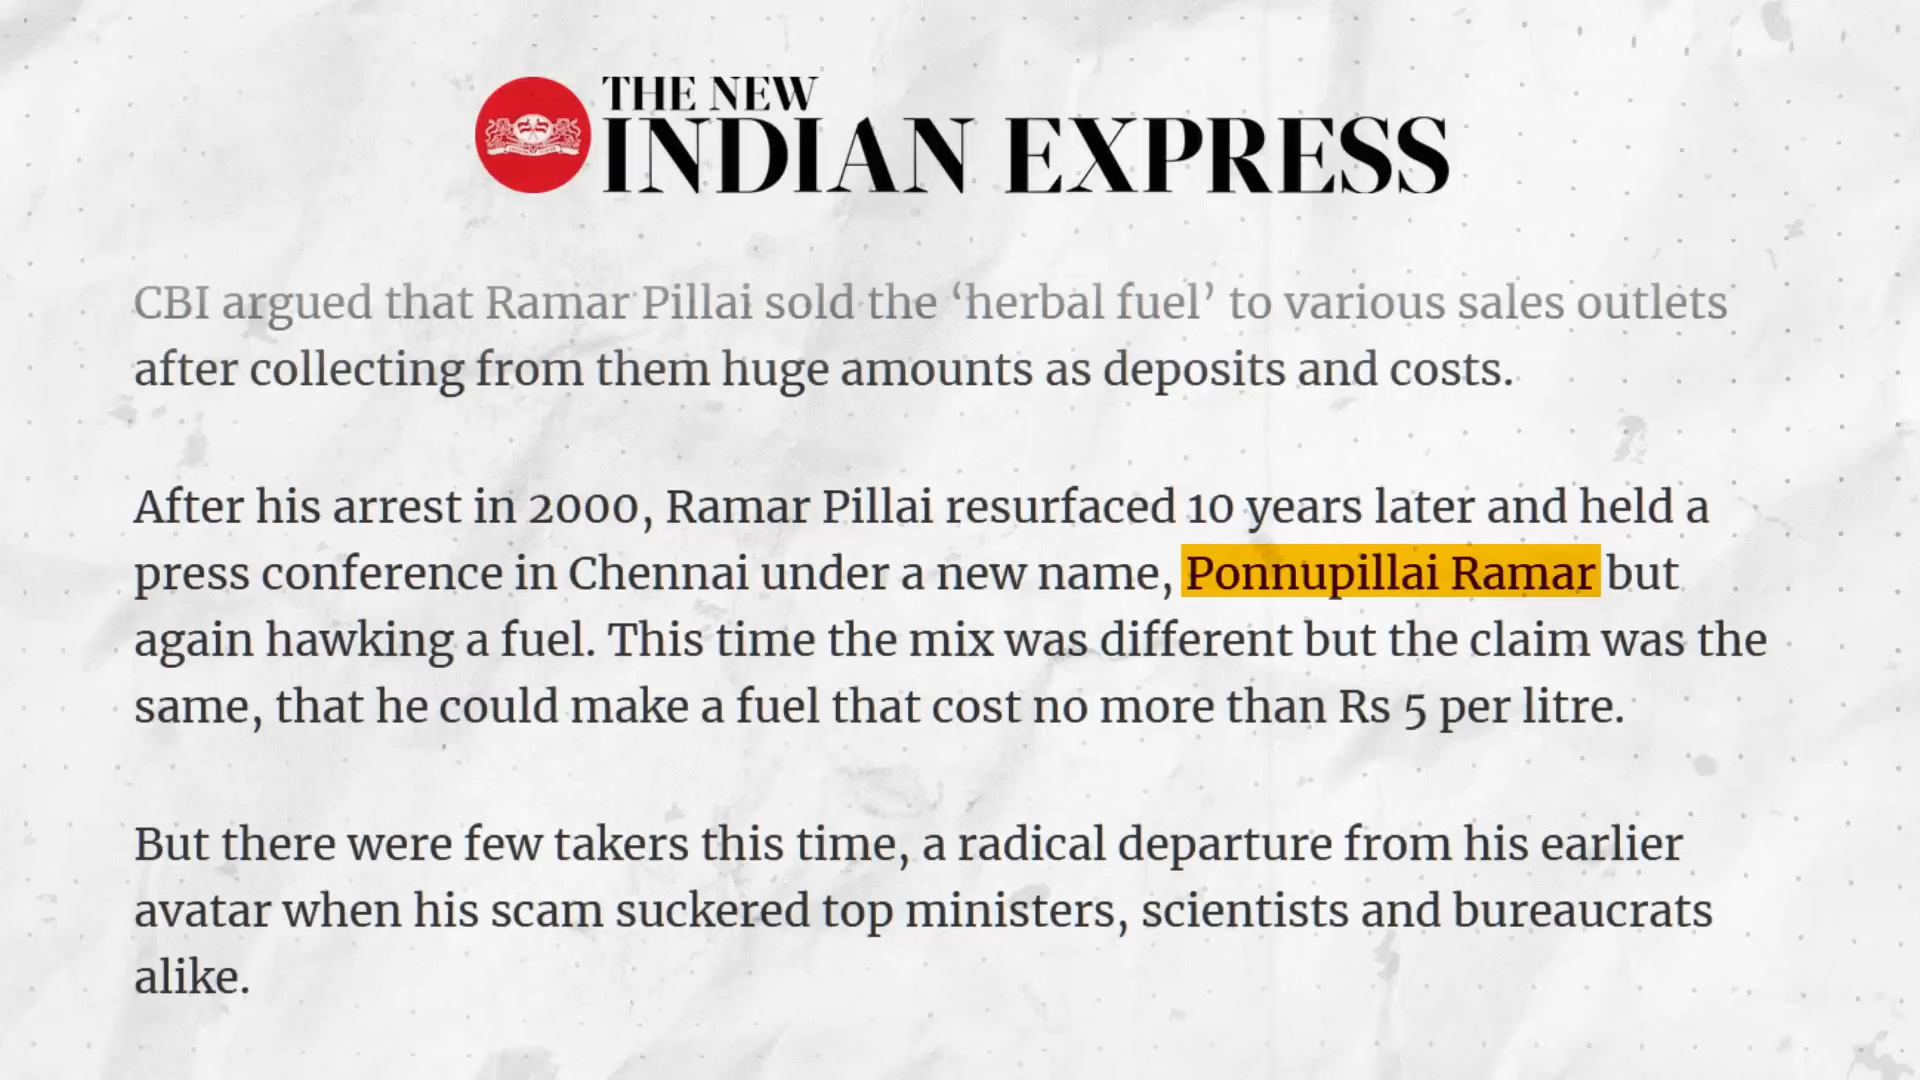 THE NEW
INDIAN EXPRESS
CBI argued that Ramar Pillai sold the ‘herbal fuel’ to various sales outlets
after collecting from them huge amounts as deposits and costs.
After his arrest in 2000, Ramar Pillai resurfaced 10 years later and held a
press conference in Chennai under a new name, Ponnupillai Ramar but
again hawking a fuel. This time the mix was different but the claim was the
same, that he could make a fuel that cost no more than Rs 5 per litre.
But there were few takers this time, a radical departure from his earlier
avatar when his scam suckered top ministers, scientists and bureaucrats
alike.